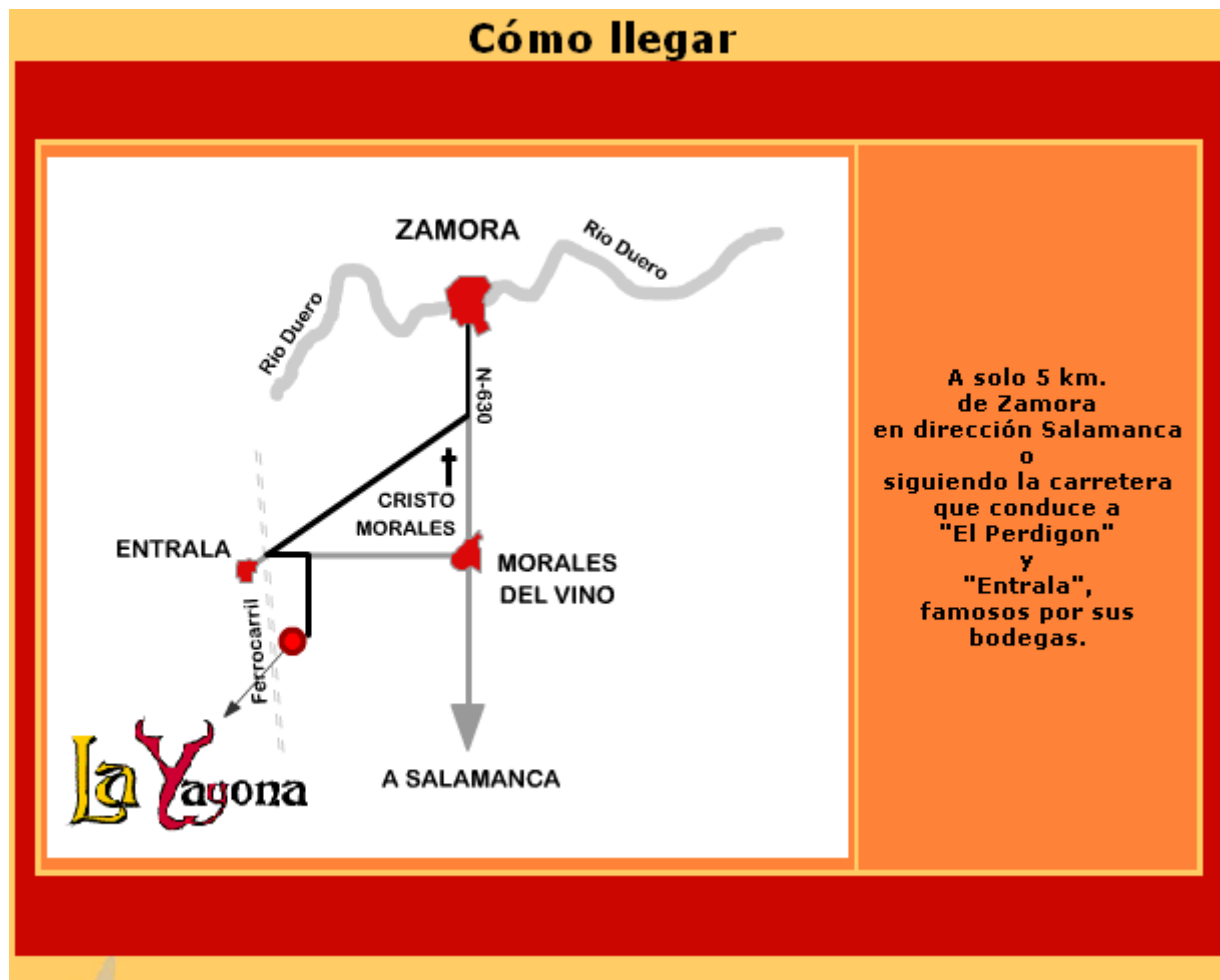 Cómo llegar
ZAMORA
Rio Duero
Rio Duero
N-630
CRISTO
MORALES
ENTRALA
MORALES
DEL VINO
Ferrocarril
La Yayona
A SALAMANCA
A solo 5 km.
de Zamora
en dirección Salamanca
o
siguiendo la carretera
que conduce a
"El Perdigon"
y
"Entrala",
famosos por sus
bodegas.